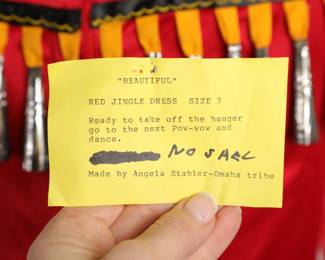 "BEAUTIFUL"
RED JINGLE DRESS SIZE 3
Ready to take off the hanger
go to the next Pow-wow and
dance.
NO SAEL
Made by Angela Stabler-Omaha tribe